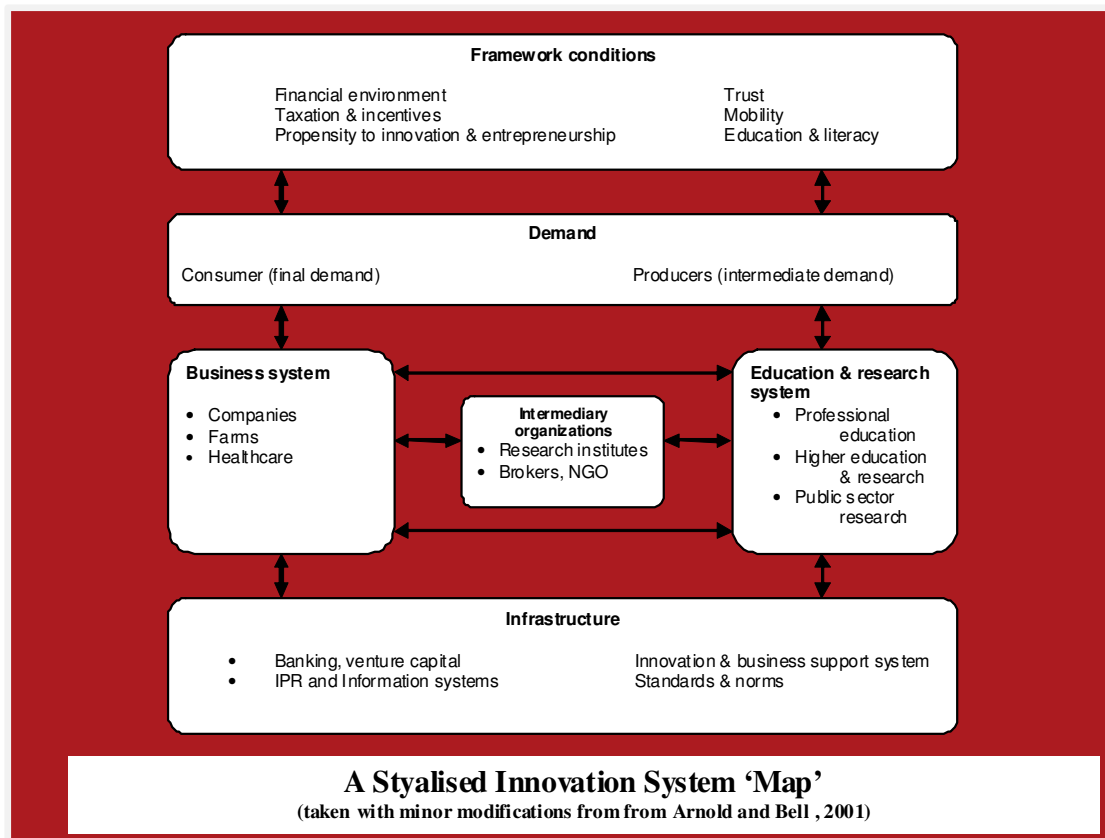 Framework conditions
Financial environment
Taxation & incentives
Propensity to innovation & entrepreneurship
Trust
Mobility
Education & literacy
Demand
Consumer (final demand)
Producers (intermediate demand)
Business system
• Companies
• Farms
• Healthcare
Intermediary
organizations
• Research institutes
• Brokers, NGO
Education & research
system
• Professional
education
• Higher education
& research
• Public sector
research
Infrastructure
• Banking, venture capital
• IPR and Information systems
Innovation & business support system
Standards & norms
A Styalised Innovation System ‘Map’
(taken with minor modifications from from Arnold and Bell , 2001)